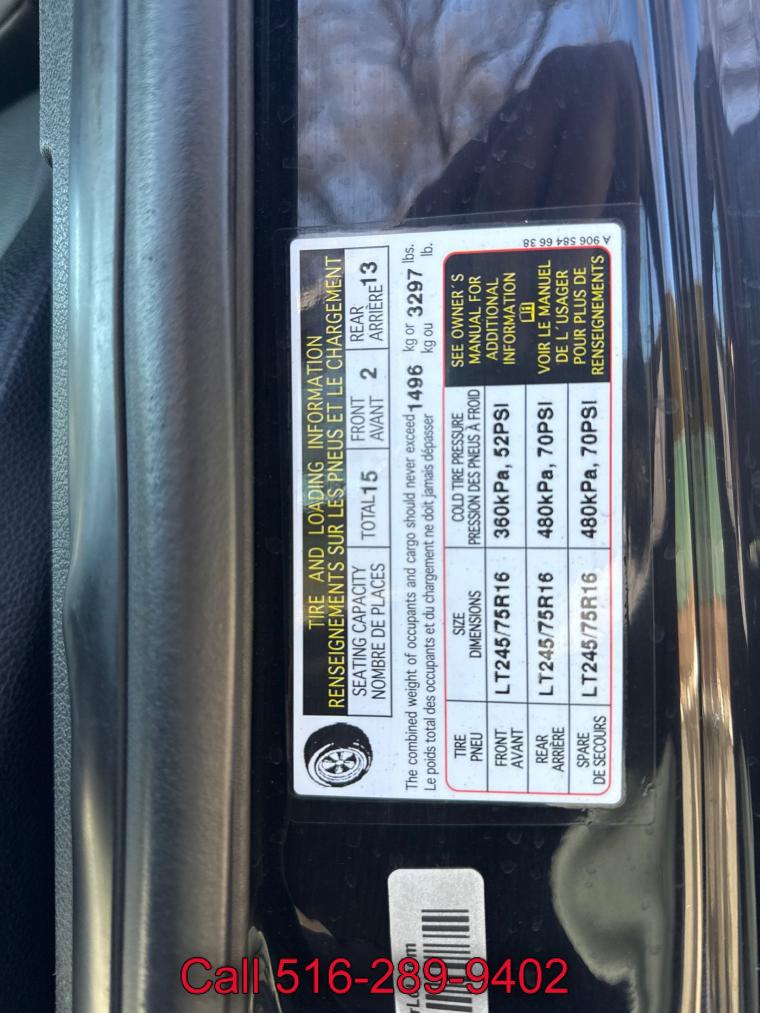 TIRE AND LOADING INFORMATION
RENSEIGNEMENTS SUR LES PNEUS ET LE CHARGEMENT
SEATING CAPACITY
NOMBRE DE PLACES
TOTAL 15
FRONT
AVANT 2
REAR
ARRIÈRE 13
The combined weight of occupants and cargo should never exceed 1496 kg or 3297 lbs.
Le poids total des occupants et du chargement ne doit jamais dépasser kg ou lb.
TIRE
PNEU
SIZE
DIMENSIONS
COLD TIRE PRESSURE
PRESSION DES PNEUS À FROID
FRONT
AVANT
LT245/75R16
360kPa, 52PSI
REAR
ARRIÈRE
LT245/75R16
480kPa, 70PSI
SPARE
DE SECOURS
LT245/75R16
480kPa, 70PSI
SEE OWNER'S
MANUAL FOR
ADDITIONAL
INFORMATION
VOIR LE MANUEL
DE L'USAGER
POUR PLUS DE
RENSEIGNEMENTS
A 906 584 66 38
Call 516-289-9402